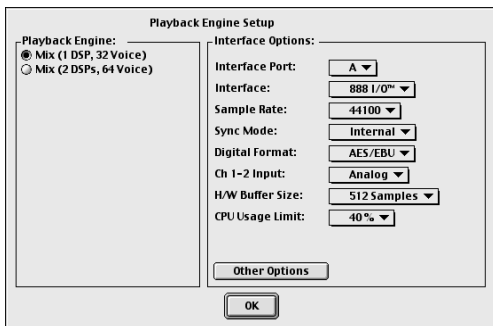 Playback Engine Setup
Playback Engine:
Mix (1 DSP, 32 Voice)
Mix (2 DSPs, 64 Voice)
Interface Options:
Interface Port: A
Interface: 888 I/O™
Sample Rate: 44100
Sync Mode: Internal
Digital Format: AES/EBU
Ch 1-2 Input: Analog
H/W Buffer Size: 512 Samples
CPU Usage Limit: 40%
Other Options
OK